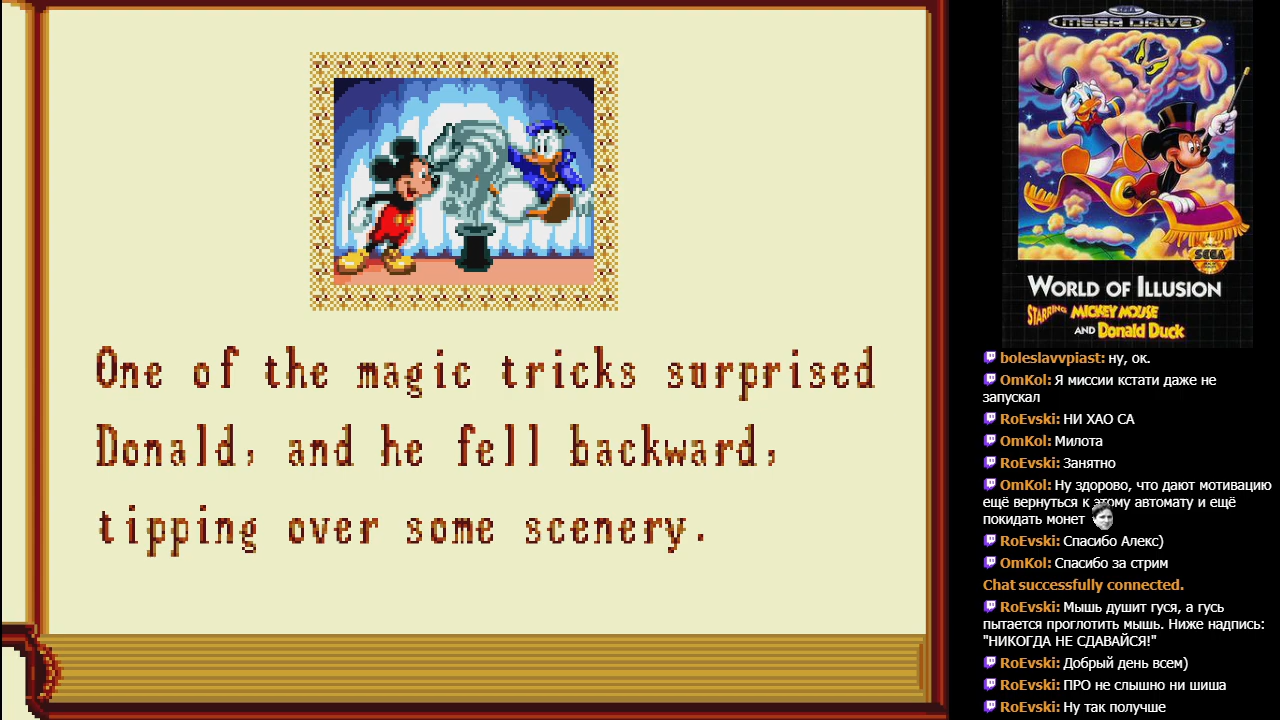 One of the magic tricks surprised
Donald, and he fell backward,
tipping over some scenery.
SEGA
MEGA DRIVE
SEGA
WORLD OF ILLUSION
STARRING MICKEY MOUSE
AND Donald Duck
boleslavvpiast: ну, ок.
OmKol: Я миссии кстати даже не
запускал
RoEvski: НИ ХАО СА
OmKol: Милота
RoEvski: Занятно
OmKol: Ну здорово, что дают мотивацию
ещё вернуться к этому автомату и ещё
покидать монет
RoEvski: Спасибо Алекс)
OmKol: Спасибо за стрим
Chat successfully connected.
RoEvski: Мышь душит гуся, а гусь
пытается проглотить мышь. Ниже надпись:
"НИКОГДА НЕ СДАВАЙСЯ!"
RoEvski: Добрый день всем)
RoEvski: ПРО не слышно ни шиша
RoEvski: Ну так получше